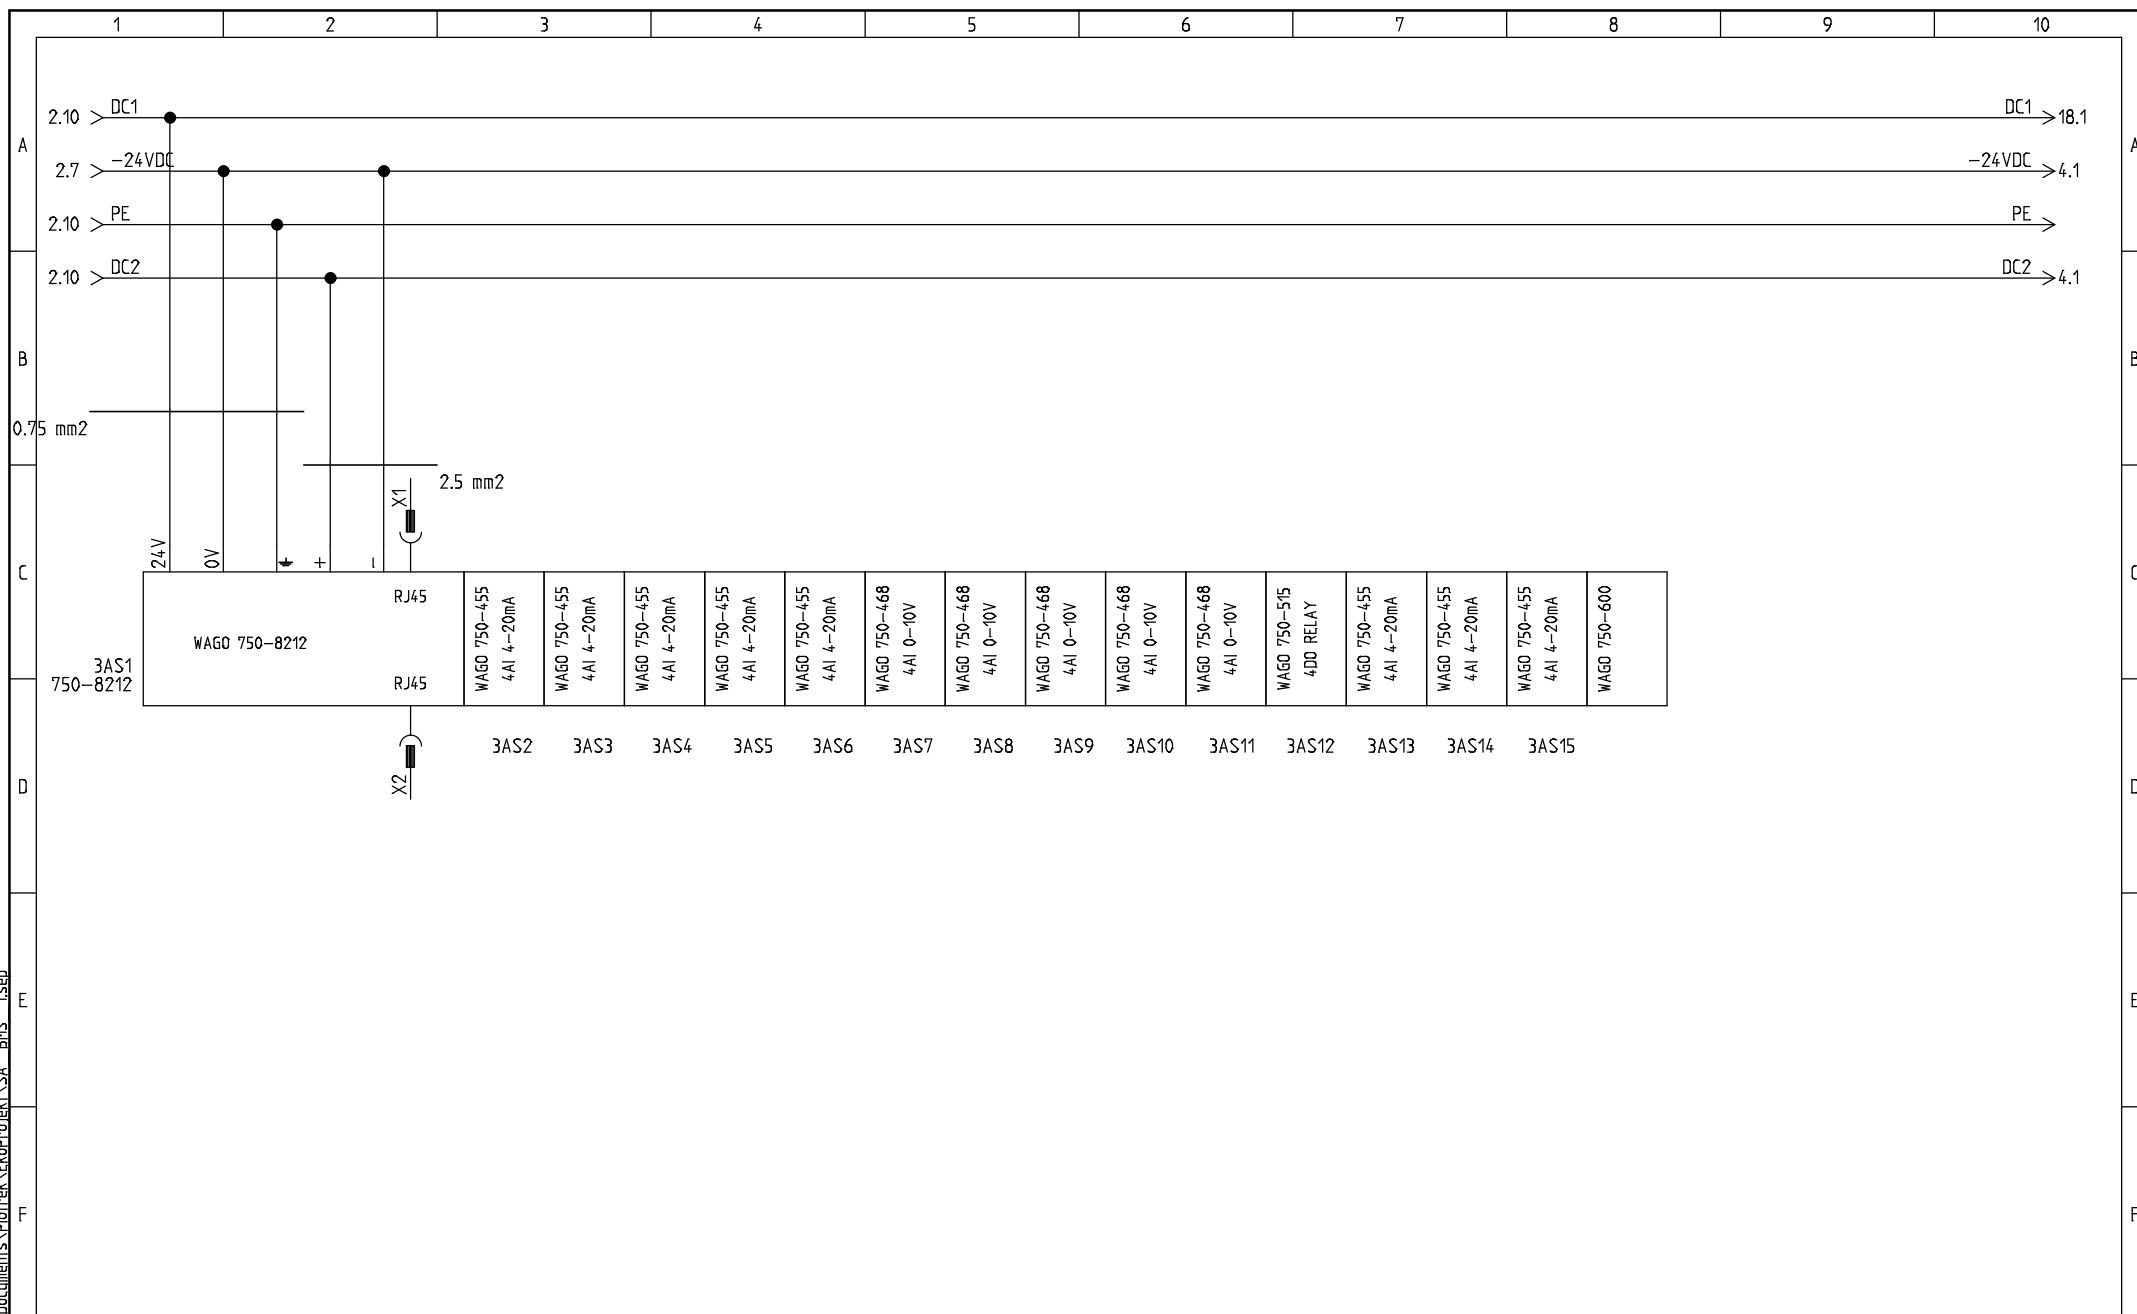 1 2 3 4 5 6 7 8 9 10
2.10 DC1 DC1 18.1
A A
2.7 -24VDC -24VDC 4.1
2.10 PE PE
2.10 DC2 DC2 4.1
B B
0.75 mm2
2.5 mm2
X1
24V 0V + -
C C
RJ45
WAGO 750-8212
RJ45
3AS1
750-8212
WAGO 750-455
4AI 4-20mA
WAGO 750-455
4AI 4-20mA
WAGO 750-455
4AI 4-20mA
WAGO 750-455
4AI 4-20mA
WAGO 750-455
4AI 4-20mA
WAGO 750-468
4AI 0-10V
WAGO 750-468
4AI 0-10V
WAGO 750-468
4AI 0-10V
WAGO 750-468
4AI 0-10V
WAGO 750-468
4AI 0-10V
WAGO 750-515
4DO RELAY
WAGO 750-455
4AI 4-20mA
WAGO 750-455
4AI 4-20mA
WAGO 750-455
4AI 4-20mA
WAGO 750-600
3AS2 3AS3 3AS4 3AS5 3AS6 3AS7 3AS8 3AS9 3AS10 3AS11 3AS12 3AS13 3AS14 3AS15
X2
D D
E E
F F